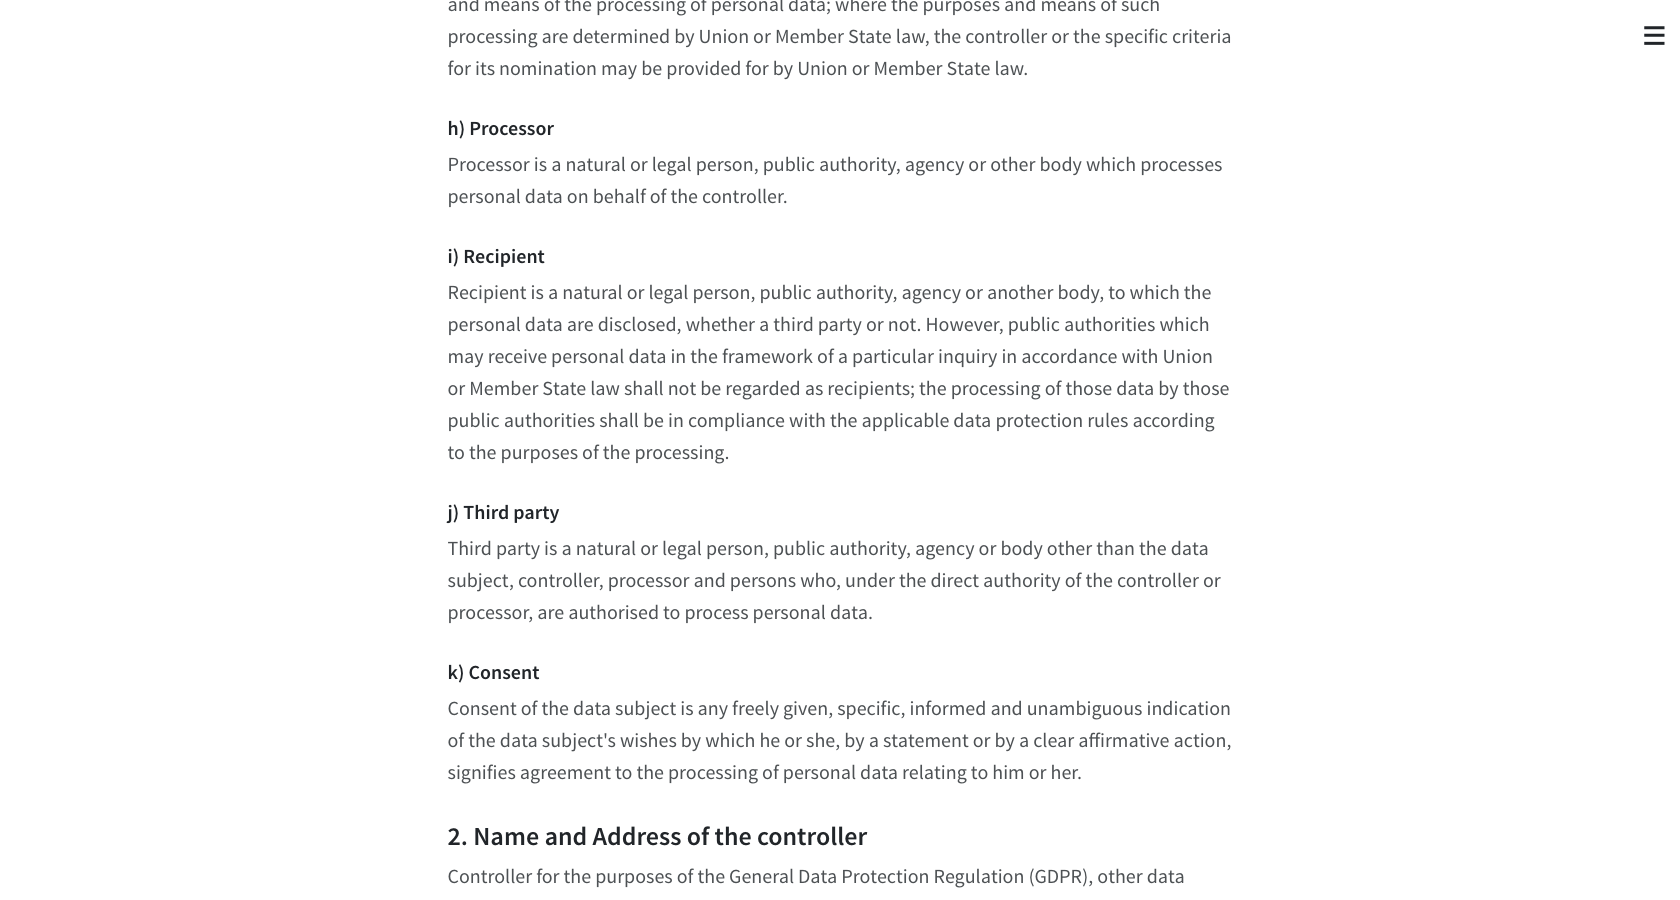 and means of the processing of personal data; where the purposes and means of such
processing are determined by Union or Member State law, the controller or the specific criteria
for its nomination may be provided for by Union or Member State law.
h) Processor
Processor is a natural or legal person, public authority, agency or other body which processes
personal data on behalf of the controller.
i) Recipient
Recipient is a natural or legal person, public authority, agency or another body, to which the
personal data are disclosed, whether a third party or not. However, public authorities which
may receive personal data in the framework of a particular inquiry in accordance with Union
or Member State law shall not be regarded as recipients; the processing of those data by those
public authorities shall be in compliance with the applicable data protection rules according
to the purposes of the processing.
j) Third party
Third party is a natural or legal person, public authority, agency or body other than the data
subject, controller, processor and persons who, under the direct authority of the controller or
processor, are authorised to process personal data.
k) Consent
Consent of the data subject is any freely given, specific, informed and unambiguous indication
of the data subject's wishes by which he or she, by a statement or by a clear affirmative action,
signifies agreement to the processing of personal data relating to him or her.
2. Name and Address of the controller
Controller for the purposes of the General Data Protection Regulation (GDPR), other data